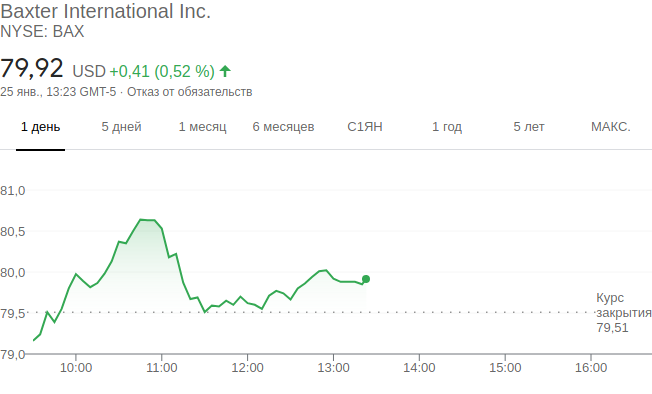 Baxter International Inc.
NYSE: BAX
79,92 USD +0,41 (0,52 %)
25 янв., 13:23 GMT-5 · Отказ от обязательств
1 день 5 дней 1 месяц 6 месяцев С1ЯН 1 год 5 лет МАКС.
81,0
80,5
80,0
79,5
79,0
Курс
закрытия
79,51
10:00 11:00 12:00 13:00 14:00 15:00 16:00